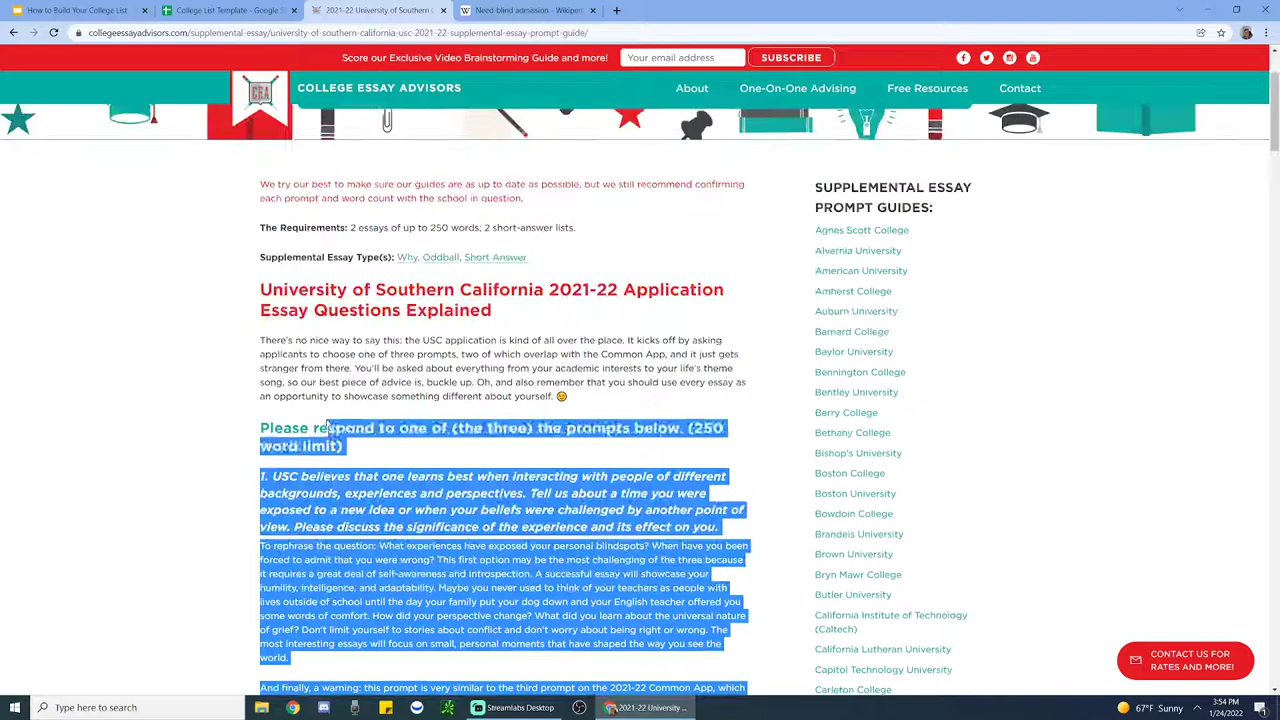 How to Build Your College List
College List Template - Google S
2021-22 University of Southern C
Need blind admission - Wikiped
collegeessayadvisors.com/supplemental-essay/university-of-southern-california-usc-2021-22-supplemental-essay-prompt-guide/
Score our Exclusive Video Brainstorming Guide and more!
Your email address
SUBSCRIBE
CEA
COLLEGE ESSAY ADVISORS
About
One-On-One Advising
Free Resources
Contact
We try our best to make sure our guides are as up to date as possible, but we still recommend confirming
each prompt and word count with the school in question.
The Requirements: 2 essays of up to 250 words; 2 short-answer lists.
Supplemental Essay Type(s): Why, Oddball, Short Answer
University of Southern California 2021-22 Application
Essay Questions Explained
There's no nice way to say this: the USC application is kind of all over the place. It kicks off by asking
applicants to choose one of three prompts, two of which overlap with the Common App, and it just gets
stranger from there. You'll be asked about everything from your academic interests to your life's theme
song, so our best piece of advice is, buckle up. Oh, and also remember that you should use every essay as
an opportunity to showcase something different about yourself. 😉
Please respond to one of (the three) the prompts below. (250
word limit)
1. USC believes that one learns best when interacting with people of different
backgrounds, experiences and perspectives. Tell us about a time you were
exposed to a new idea or when your beliefs were challenged by another point of
view. Please discuss the significance of the experience and its effect on you.
To rephrase the question: What experiences have exposed your personal blindspots? When have you been
forced to admit that you were wrong? This first option may be the most challenging of the three because
it requires a great deal of self-awareness and introspection. A successful essay will showcase your
humility, intelligence, and adaptability. Maybe you never used to think of your teachers as people with
lives outside of school until the day your family put your dog down and your English teacher offered you
some words of comfort. How did your perspective change? What did you learn about the universal nature
of grief? Don't limit yourself to stories about conflict and don't worry about being right or wrong. The
most interesting essays will focus on small, personal moments that have shaped the way you see the
world.
And finally, a warning: this prompt is very similar to the third prompt on the 2021-22 Common App, which
SUPPLEMENTAL ESSAY
PROMPT GUIDES:
Agnes Scott College
Alvernia University
American University
Amherst College
Auburn University
Barnard College
Baylor University
Bennington College
Bentley University
Berry College
Bethany College
Bishop's University
Boston College
Boston University
Bowdoin College
Brandeis University
Brown University
Bryn Mawr College
Butler University
California Institute of Technology
(Caltech)
California Lutheran University
Capitol Technology University
Carleton College
CONTACT US FOR
RATES AND MORE!
Type here to search
Streamlabs Desktop
2021-22 University ...
67°F Sunny
3:54 PM
1/24/2022